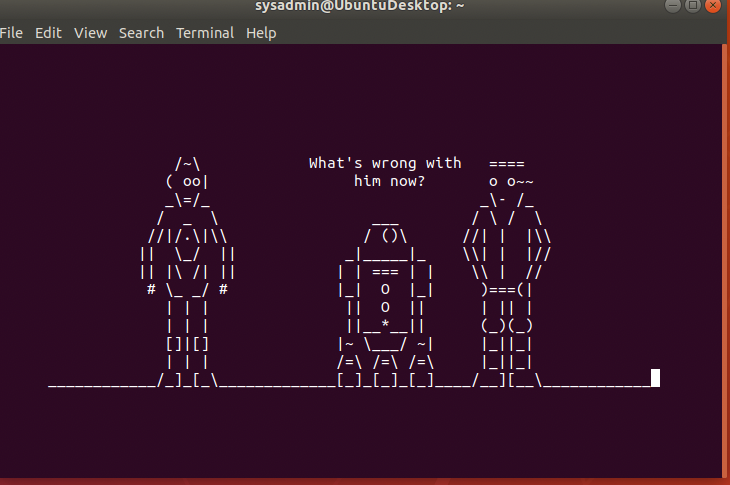 sysadmin@UbuntuDesktop: ~
File Edit View Search Terminal Help
What's wrong with
him now?